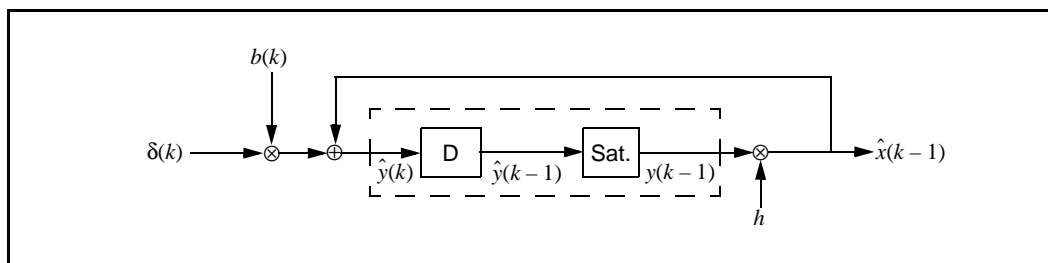 b(k)
δ(k)
⊗
⊕
ŷ(k)
D
ŷ(k – 1)
Sat.
y(k – 1)
⊗
x̂(k – 1)
h